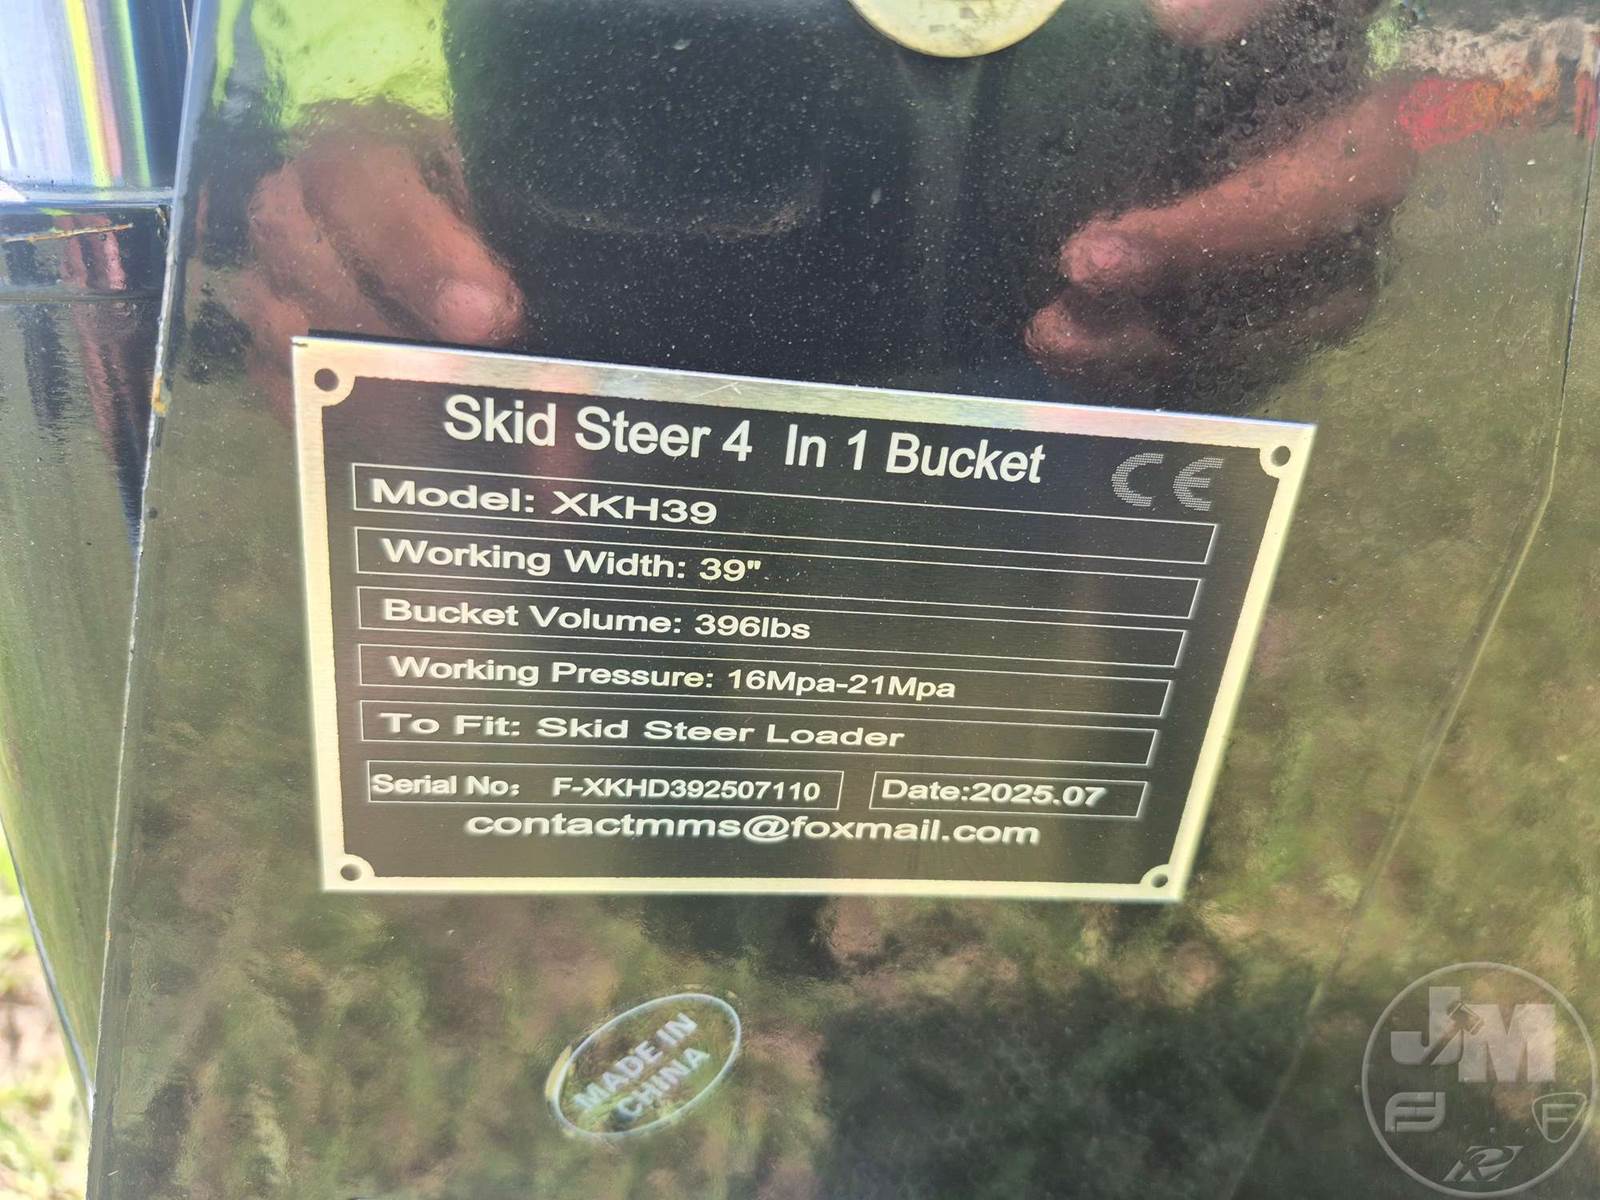 Skid Steer 4 In 1 Bucket CE
Model: XKH39
Working Width: 39"
Bucket Volume: 396lbs
Working Pressure: 16Mpa-21Mpa
To Fit: Skid Steer Loader
Serial No: F-XKHD392507110 Date:2025.07
contactmms@foxmail.com
MADE IN
CHINA
JM